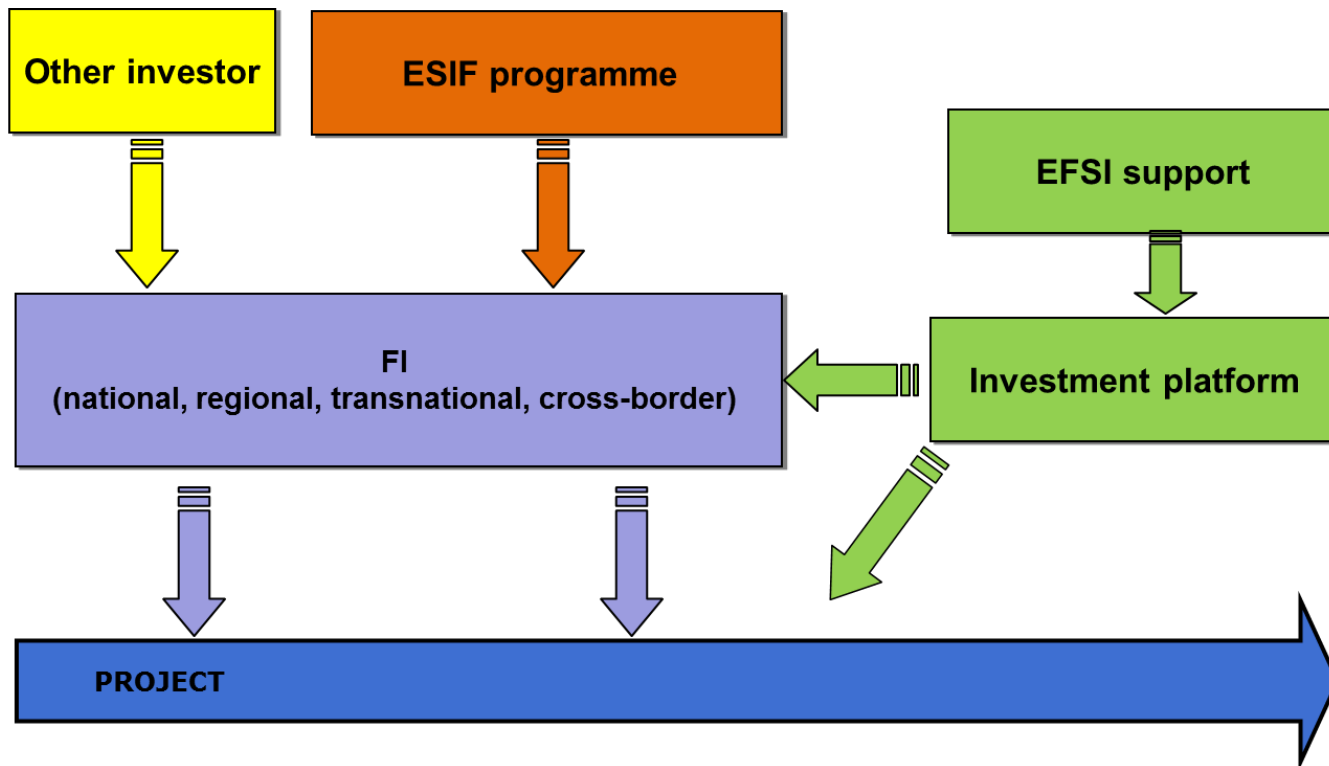 Other investor
ESIF programme
EFSI support
FI
(national, regional, transnational, cross-border)
Investment platform
PROJECT